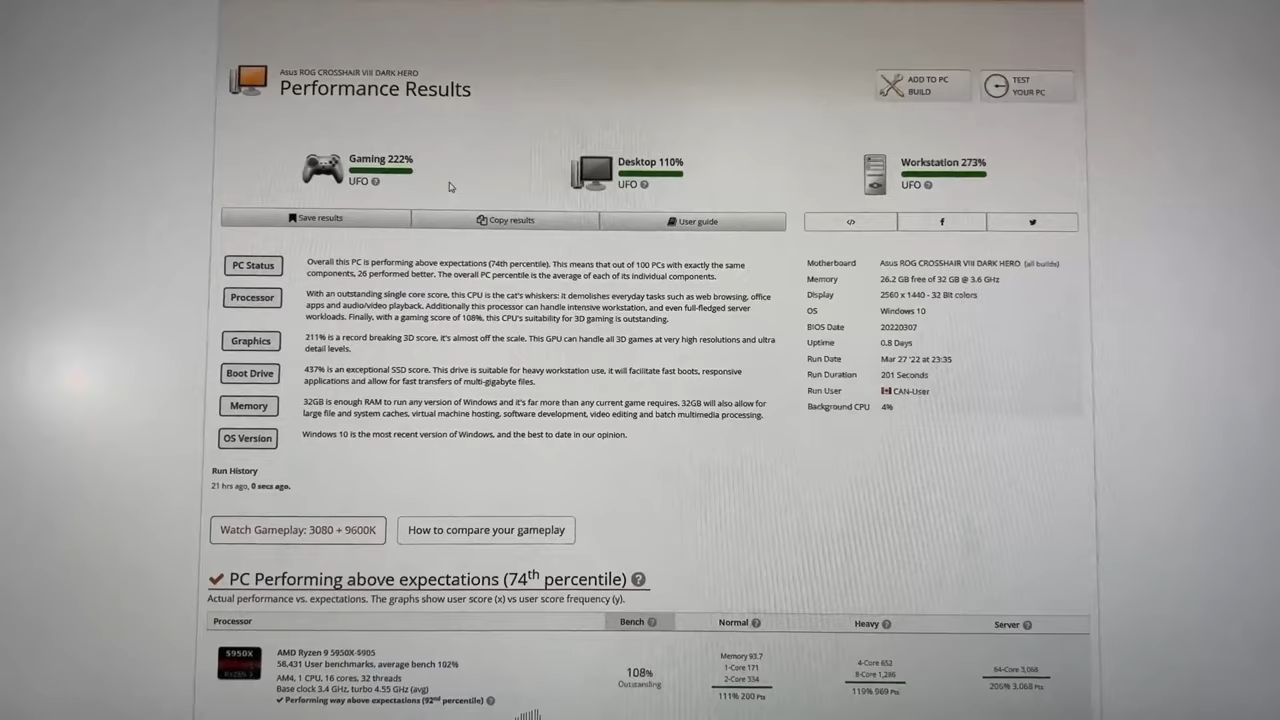 Asus ROG CROSSHAIR VIII DARK HERO
Performance Results
ADD TO PC
BUILD
TEST
YOUR PC
Gaming 222%
UFO
Desktop 110%
UFO
Workstation 273%
UFO
Save results
Copy results
User guide
</>
f
PC Status
Overall this PC is performing above expectations (74th percentile). This means that out of 100 PCs with exactly the same
components, 26 performed better. The overall PC percentile is the average of each of its individual components.
Processor
With an outstanding single core score, this CPU is the cat's whiskers: it demolishes everyday tasks such as web browsing, office
apps and audio/video playback. Additionally this processor can handle intensive workstation, and even full-fledged server
workloads. Finally, with a gaming score of 108%, this CPU's suitability for 3D gaming is outstanding.
Graphics
211% is a record breaking 3D score, it's almost off the scale. This GPU can handle all 3D games at very high resolutions and ultra
detail levels.
Boot Drive
437% is an exceptional SSD score. This drive is suitable for heavy workstation use, it will facilitate fast boots, responsive
applications and allow for fast transfers of multi-gigabyte files.
Memory
32GB is enough RAM to run any version of Windows and it's far more than any current game requires. 32GB will also allow for
large file and system caches, virtual machine hosting, software development, video editing and batch multimedia processing.
OS Version
Windows 10 is the most recent version of Windows, and the best to date in our opinion.
Motherboard Asus ROG CROSSHAIR VIII DARK HERO (all builds)
Memory 26.2 GB free of 32 GB @ 3.6 GHz
Display 2560 x 1440 - 32 Bit colors
OS Windows 10
BIOS Date 20220307
Uptime 0.8 Days
Run Date Mar 27 '22 at 23:35
Run Duration 201 Seconds
Run User CAN-User
Background CPU 4%
Run History
21 hrs ago, 0 secs ago.
Watch Gameplay: 3080 + 9600K
How to compare your gameplay
PC Performing above expectations (74th percentile) ?
Actual performance vs. expectations. The graphs show user score (x) vs user score frequency (y).
Processor Bench Normal Heavy Server
5950X
AMD Ryzen 9 5950X-$905
58,431 User benchmarks, average bench 102%
AM4, 1 CPU, 16 cores, 32 threads
Base clock 3.4 GHz, turbo 4.55 GHz (avg)
Performing way above expectations (92nd percentile)
108%
Outstanding
Memory 93.7
1-Core 171
2-Core 334
111% 200 Pts
4-Core 652
8-Core 1,286
119% 969 Pts
64-Core 3,068
206% 3,068 Pts